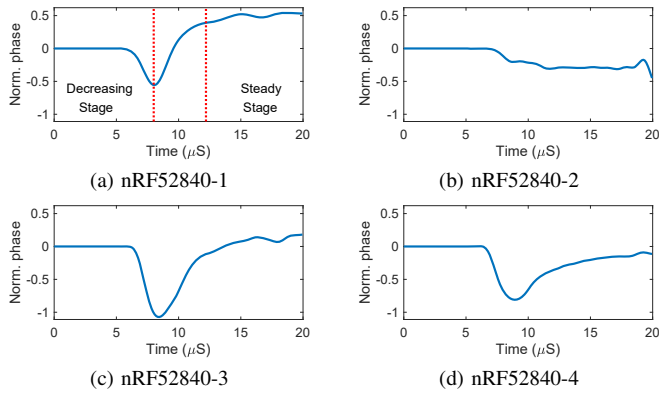 0.5
0
-0.5
-1
Norm. phase
Decreasing
Stage
Steady
Stage
0 5 10 15 20
Time (μS)
(a) nRF52840-1
0.5
0
-0.5
-1
Norm. phase
0 5 10 15 20
Time (μS)
(b) nRF52840-2
0.5
0
-0.5
-1
Norm. phase
0 5 10 15 20
Time (μS)
(c) nRF52840-3
0.5
0
-0.5
-1
Norm. phase
0 5 10 15 20
Time (μS)
(d) nRF52840-4